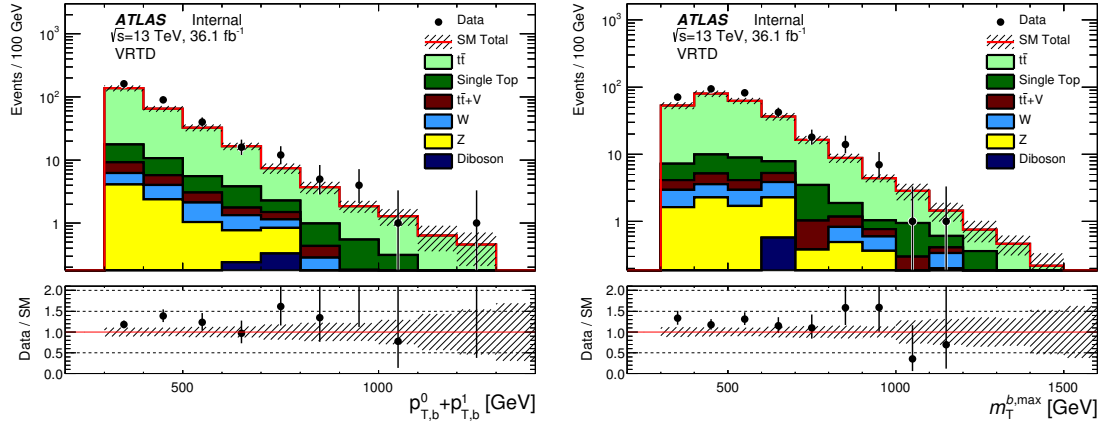 ATLAS Internal
√s=13 TeV, 36.1 fb⁻¹
VRTD
Data
SM Total
tt̄
Single Top
tt̄+V
W
Z
Diboson
Events / 100 GeV
10³
10²
10
1
Data / SM
2.0
1.5
1.0
0.5
0.0
500
1000
p⁰_T,b+p¹_T,b [GeV]
ATLAS Internal
√s=13 TeV, 36.1 fb⁻¹
VRTD
Data
SM Total
tt̄
Single Top
tt̄+V
W
Z
Diboson
Events / 100 GeV
10³
10²
10
1
Data / SM
2.0
1.5
1.0
0.5
0.0
500
1000
1500
m_T^b,max [GeV]